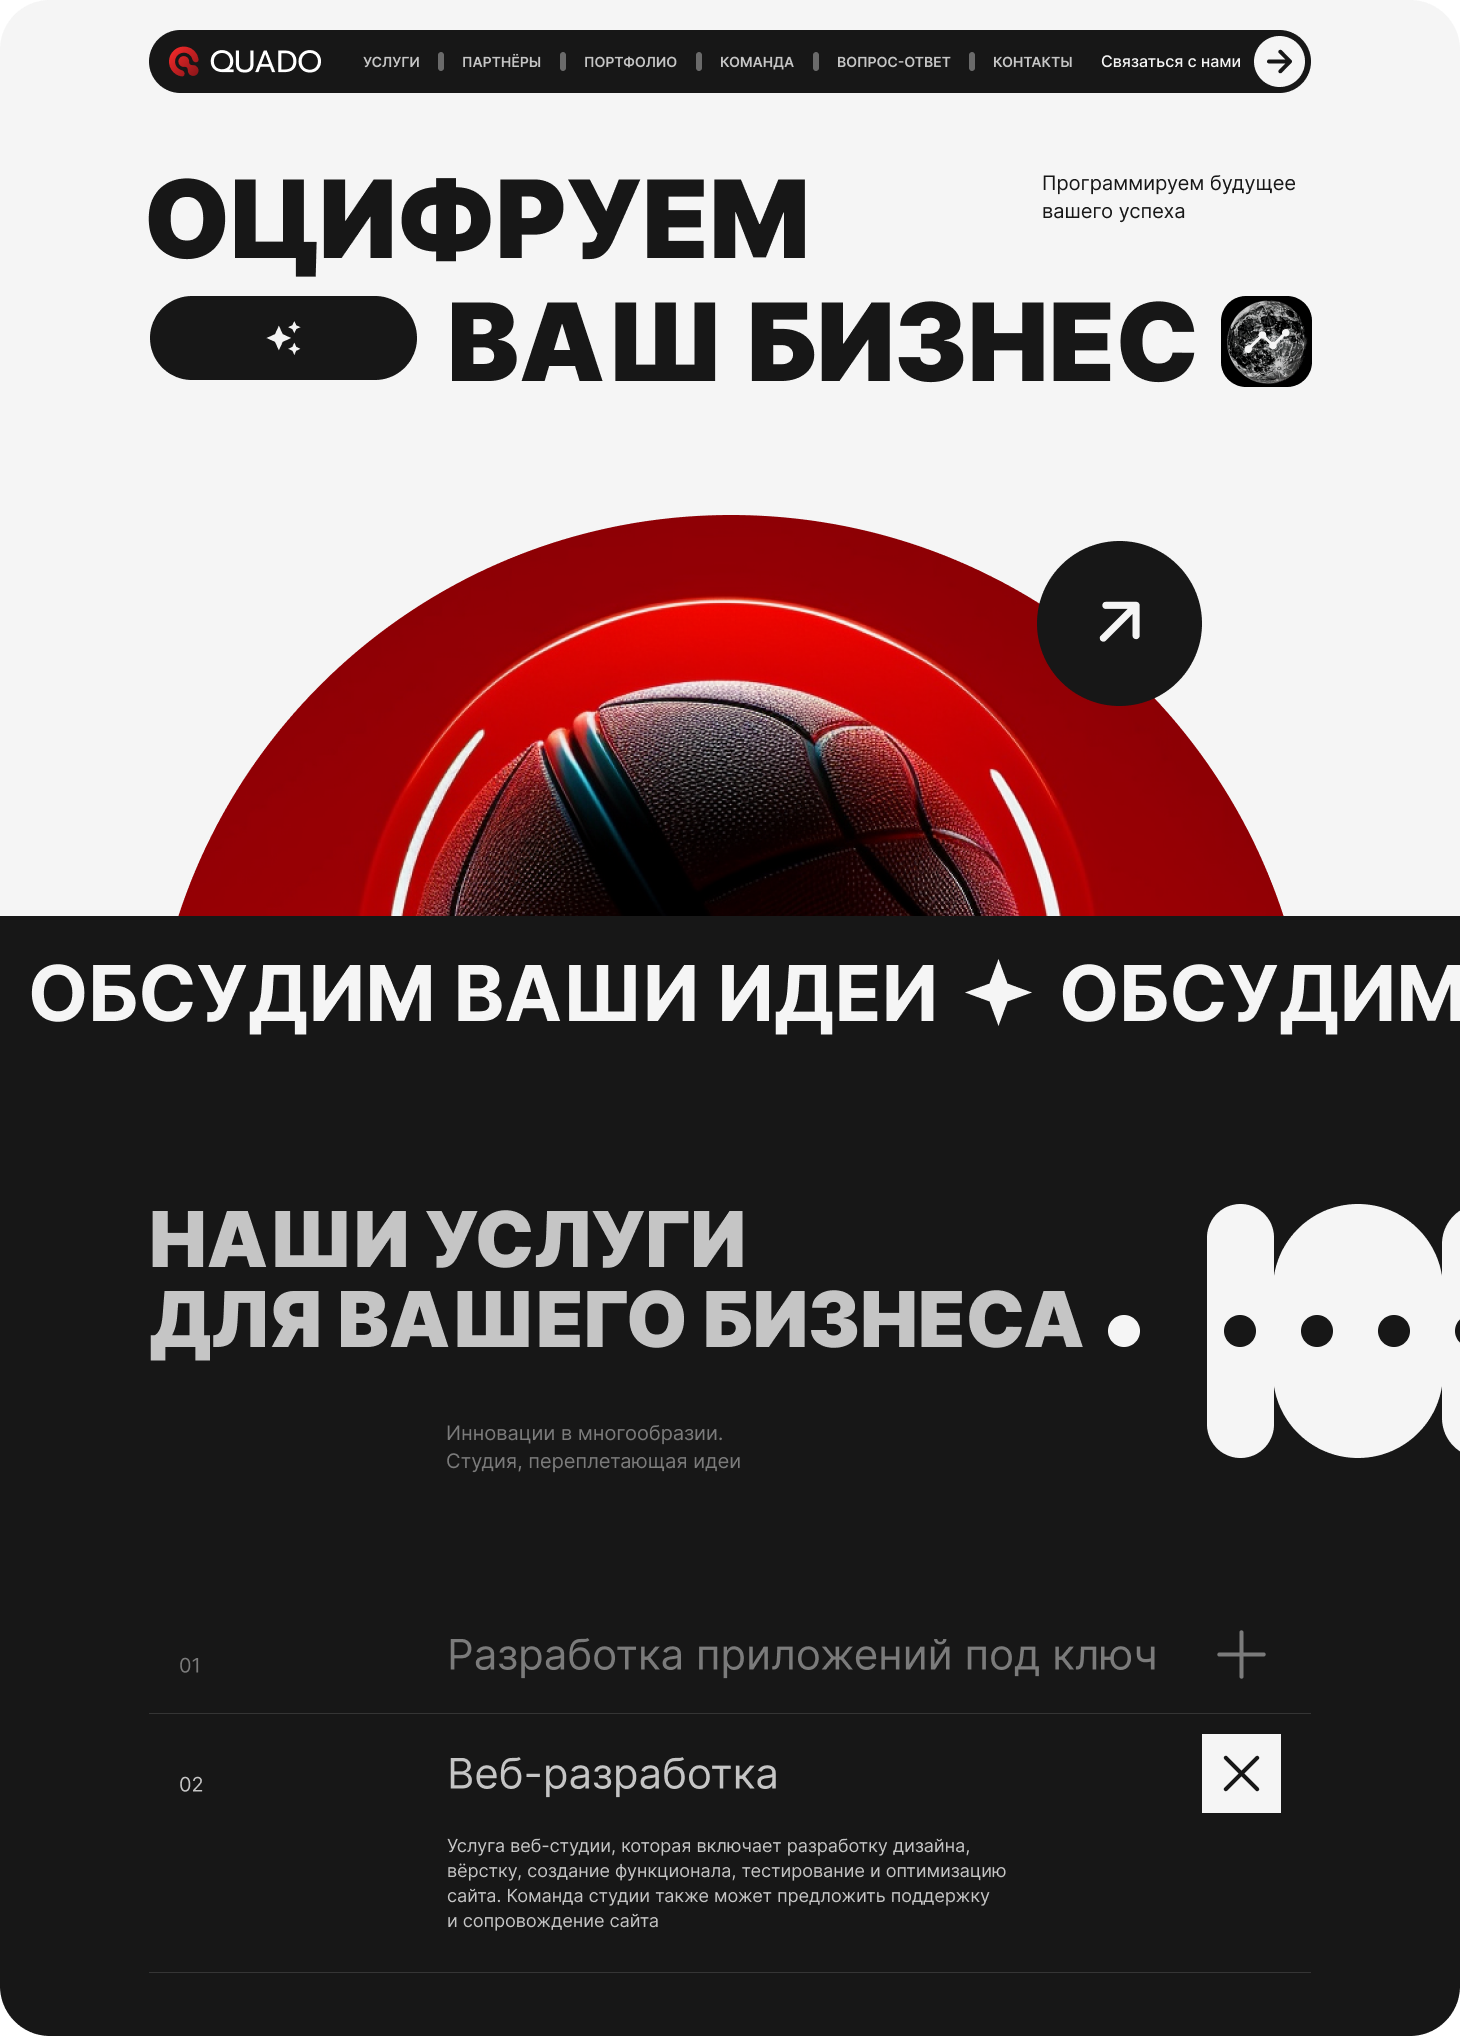 QUADO
УСЛУГИ
ПАРТНЁРЫ
ПОРТФОЛИО
КОМАНДА
ВОПРОС-ОТВЕТ
КОНТАКТЫ
Связаться с нами
ОЦИФРУЕМ
ВАШ БИЗНЕС
Программируем будущее
вашего успеха
ОБСУДИМ ВАШИ ИДЕИ ОБСУДИМ
НАШИ УСЛУГИ
ДЛЯ ВАШЕГО БИЗНЕСА
Инновации в многообразии.
Студия, переплетающая идеи
01
Разработка приложений под ключ
02
Веб-разработка
Услуга веб-студии, которая включает разработку дизайна,
вёрстку, создание функционала, тестирование и оптимизацию
сайта. Команда студии также может предложить поддержку
и сопровождение сайта